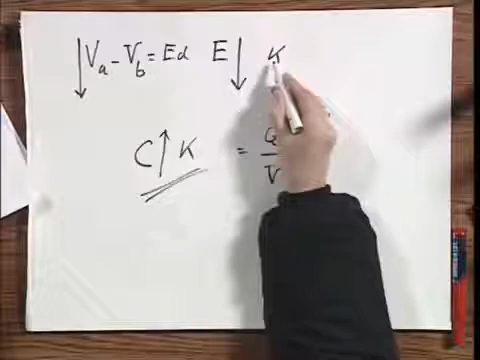 ↓ Va - Vb = Ed E ↓ K
C ↑ K = Q / V